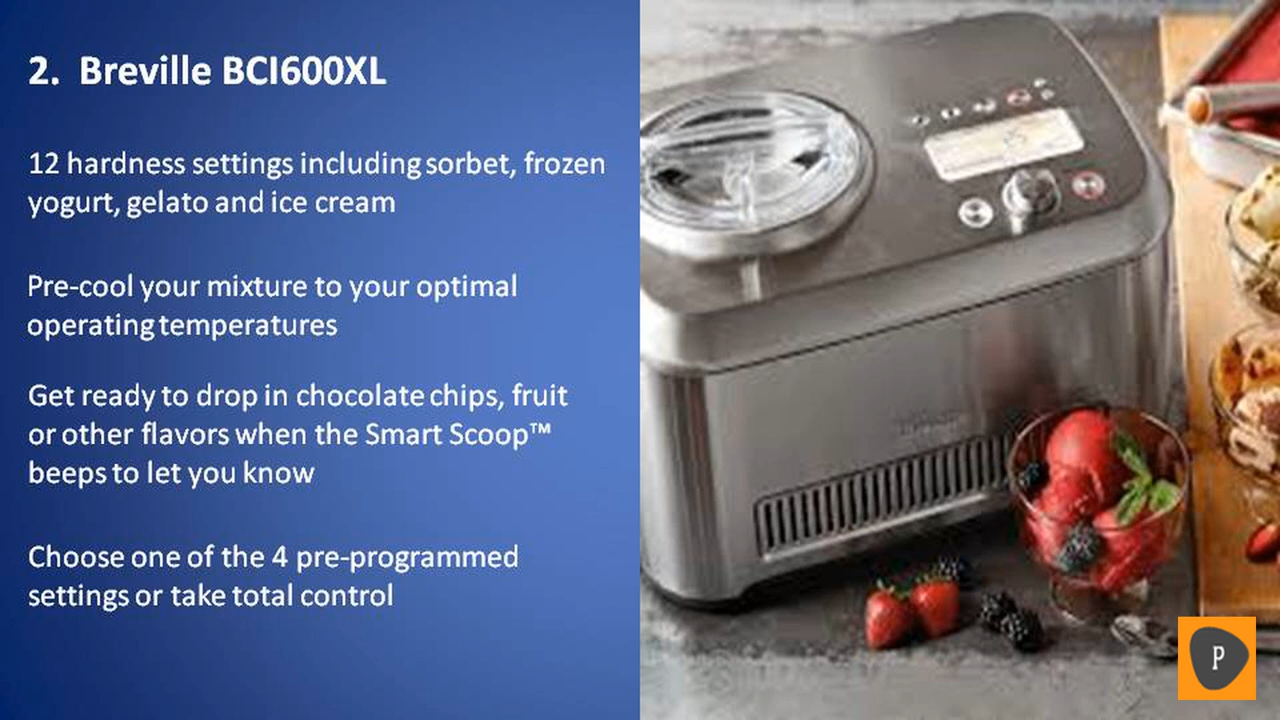 2. Breville BCI600XL
12 hardness settings including sorbet, frozen
yogurt, gelato and ice cream
Pre-cool your mixture to your optimal
operating temperatures
Get ready to drop in chocolate chips, fruit
or other flavors when the Smart Scoop™
beeps to let you know
Choose one of the 4 pre-programmed
settings or take total control
P